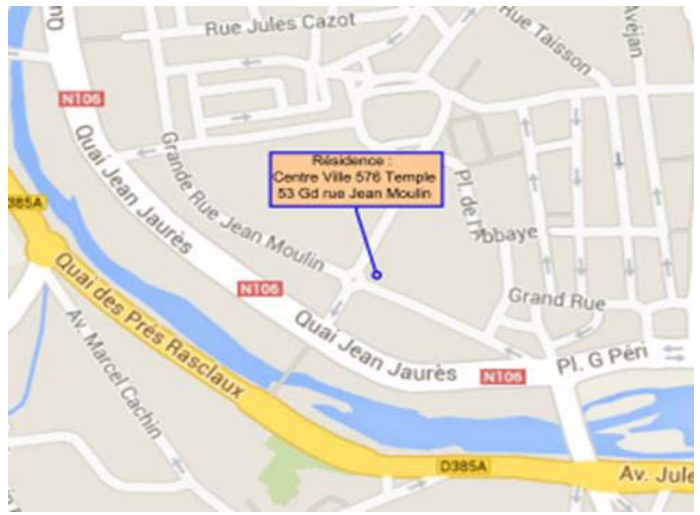 Quai
Rue Jules Cazot
Avéjan
Rue Taisson
N106
Résidence :
Centre Ville 576 Temple
53 Gd rue Jean Moulin
Grande Rue Jean Moulin
Quai Jean Jaurès
Pl. de l'Abbaye
D385A
Quai des Prés Rasclaux
N106
Grand Rue
Av. Marcel Cachin
Quai Jean Jaurès
N106
Pl. G Péri
D385A
Av. Jule